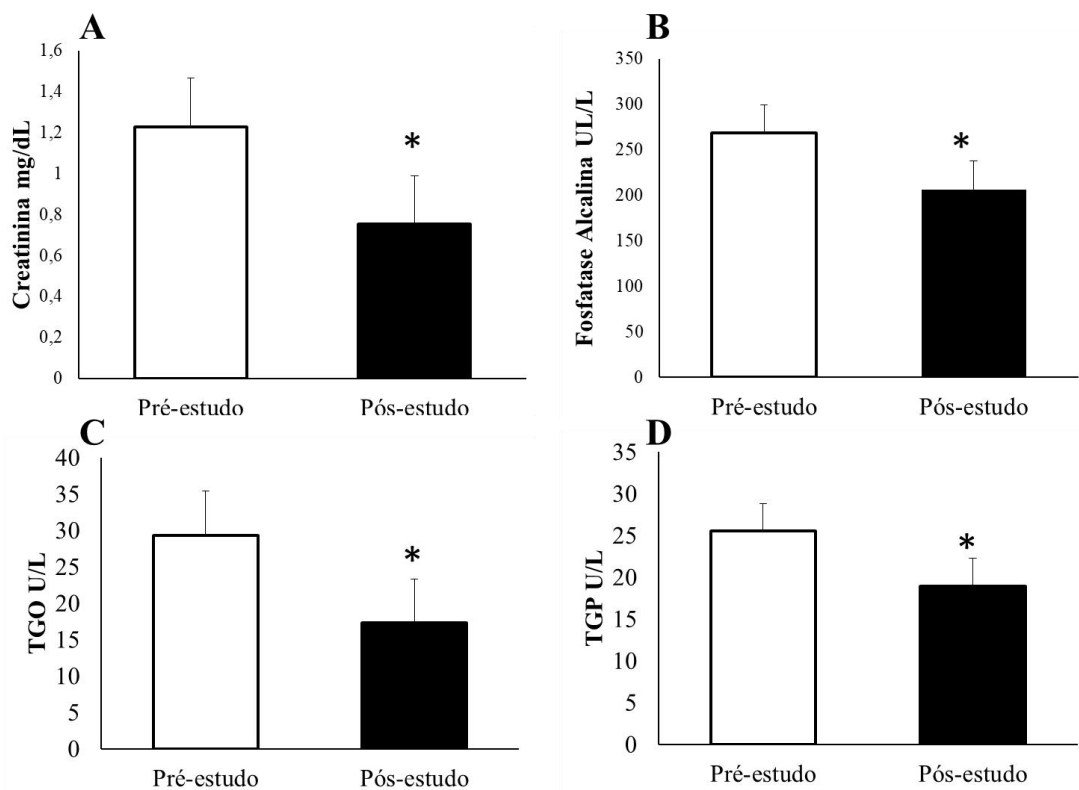 A
Creatinina mg/dL
1,6
1,4
1,2
1
0,8
0,6
0,4
0,2
0
*
Pré-estudo
Pós-estudo
B
Fosfatase Alcalina UL/L
350
300
250
200
150
100
50
0
*
Pré-estudo
Pós-estudo
C
TGO U/L
40
35
30
25
20
15
10
5
0
*
Pré-estudo
Pós-estudo
D
TGP U/L
35
30
25
20
15
10
5
0
*
Pré-estudo
Pós-estudo